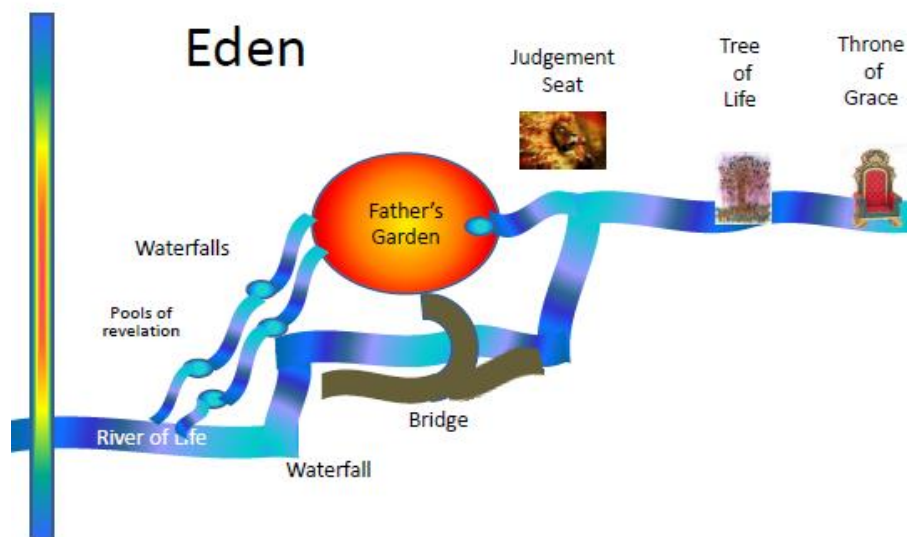 Eden
Judgement
Seat
Tree
of
Life
Throne
of
Grace
Father's
Garden
Waterfalls
Pools of
revelation
Bridge
River of Life
Waterfall